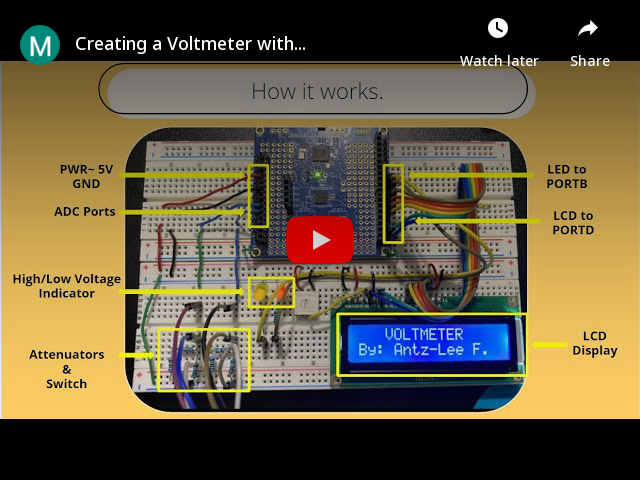 M
Creating a Voltmeter with...
Watch later
Share
How it works.
PWR~ 5V
GND
ADC Ports
High/Low Voltage
Indicator
Attenuators
&
Switch
LED to
PORTB
LCD to
PORTD
LCD
Display
VOLTMETER
By: Antz-Lee F.